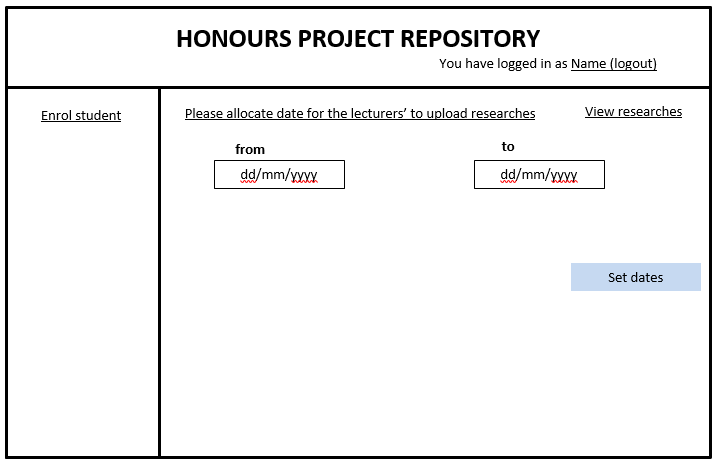 HONOURS PROJECT REPOSITORY
You have logged in as Name (logout)
Enrol student
Please allocate date for the lecturers’ to upload researches
View researches
from
to
dd/mm/yyyy
dd/mm/yyyy
Set dates